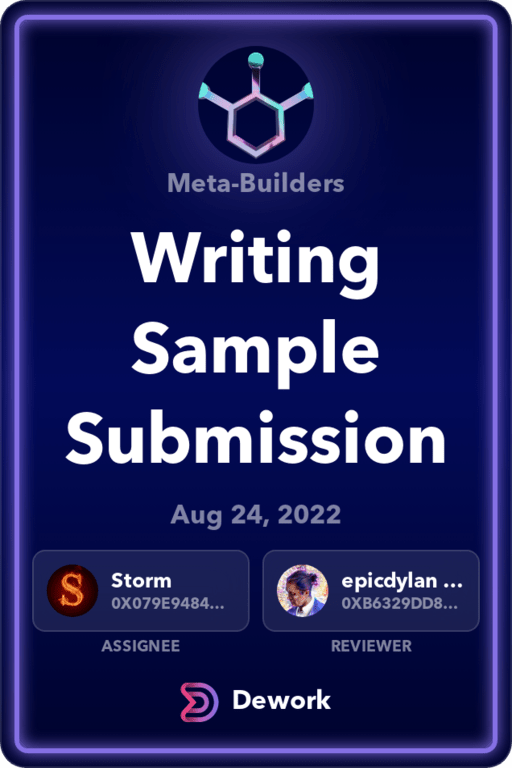 Meta-Builders
Writing
Sample
Submission
Aug 24, 2022
S
Storm
0X079E9484...
ASSIGNEE
epicdylan ...
0XB6329DD8...
REVIEWER
Dework